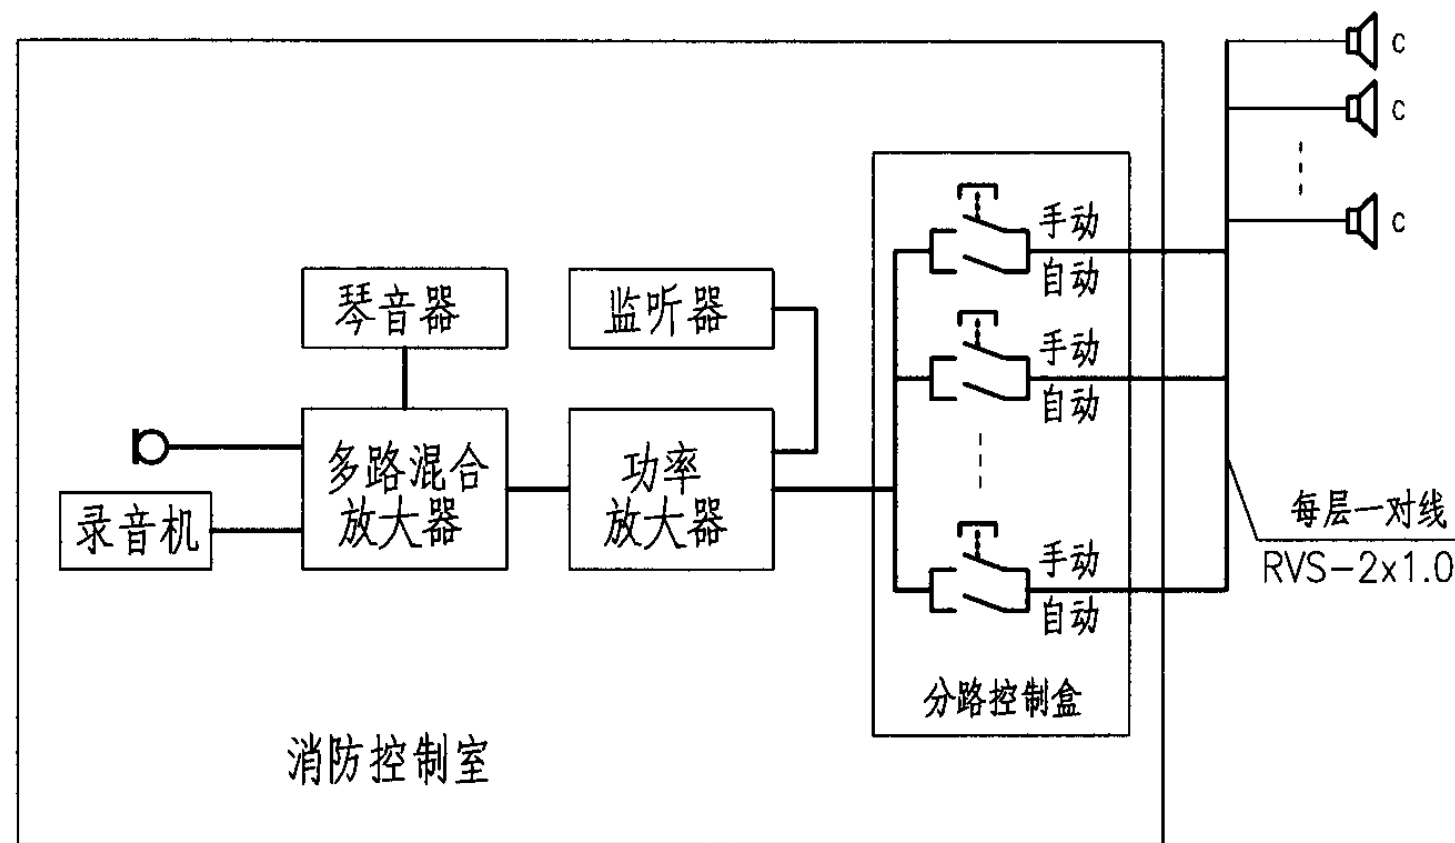 C
C
C
手动
自动
手动
自动
手动
自动
分路控制盒
琴音器
监听器
多路混合
放大器
功率
放大器
录音机
每层一对线
RVS-2x1.0
消防控制室